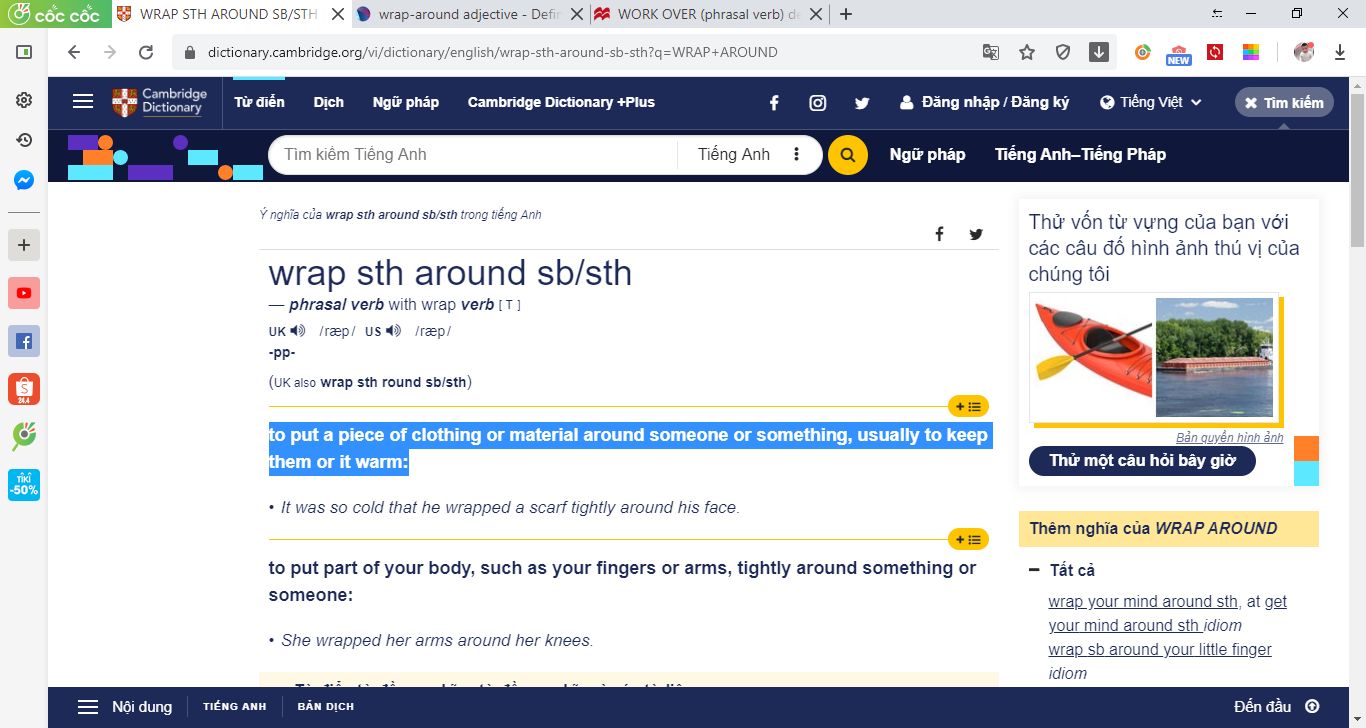 cốc cốc
WRAP STH AROUND SB/STH
wrap-around adjective - Defin
WORK OVER (phrasal verb) de
dictionary.cambridge.org/vi/dictionary/english/wrap-sth-around-sb-sth?q=WRAP+AROUND
NEW
Cambridge
Dictionary
Từ điển
Dịch
Ngữ pháp
Cambridge Dictionary +Plus
Đăng nhập / Đăng ký
Tiếng Việt
Tìm kiếm
Tìm kiếm Tiếng Anh
Tiếng Anh
Ngữ pháp
Tiếng Anh–Tiếng Pháp
Ý nghĩa của wrap sth around sb/sth trong tiếng Anh
wrap sth around sb/sth
— phrasal verb with wrap verb [ T ]
UK /ræp/ US /ræp/
-pp-
(UK also wrap sth round sb/sth)
to put a piece of clothing or material around someone or something, usually to keep
them or it warm:
• It was so cold that he wrapped a scarf tightly around his face.
to put part of your body, such as your fingers or arms, tightly around something or
someone:
• She wrapped her arms around her knees.
Thử vốn từ vựng của bạn với
các câu đố hình ảnh thú vị của
chúng tôi
Bản quyền hình ảnh
Thử một câu hỏi bây giờ
Thêm nghĩa của WRAP AROUND
Tất cả
wrap your mind around sth, at get
your mind around sth idiom
wrap sb around your little finger
idiom
S
24.4
TIKI
-50%
Nội dung
TIẾNG ANH
BẢN DỊCH
Đến đầu